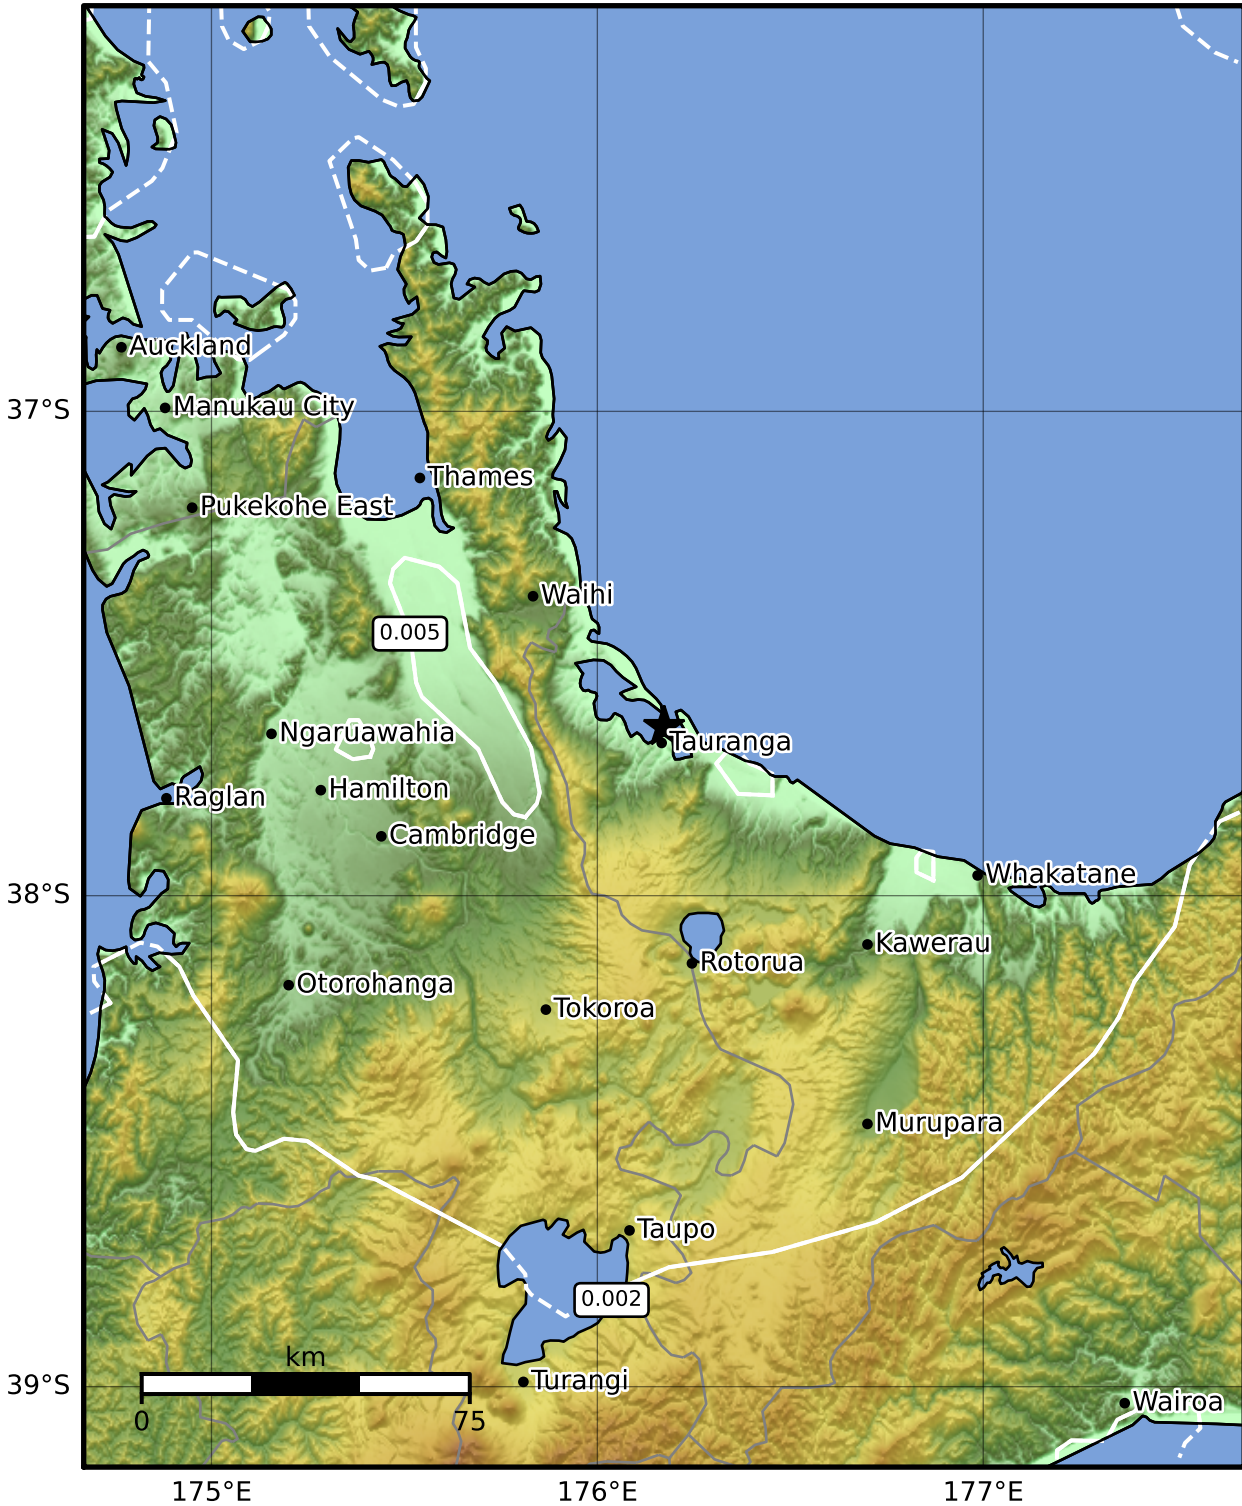 Auckland
37°S
Manukau City
Thames
Pukekohe East
Waihi
0.005
Ngaruawahia
Tauranga
Hamilton
Raglan
Cambridge
Whakatane
38°S
Kawerau
Rotorua
Otorohanga
Tokoroa
Murupara
Taupo
0.002
km
Turangi
39°S
0
75
Wairoa
175°E
176°E
177°E